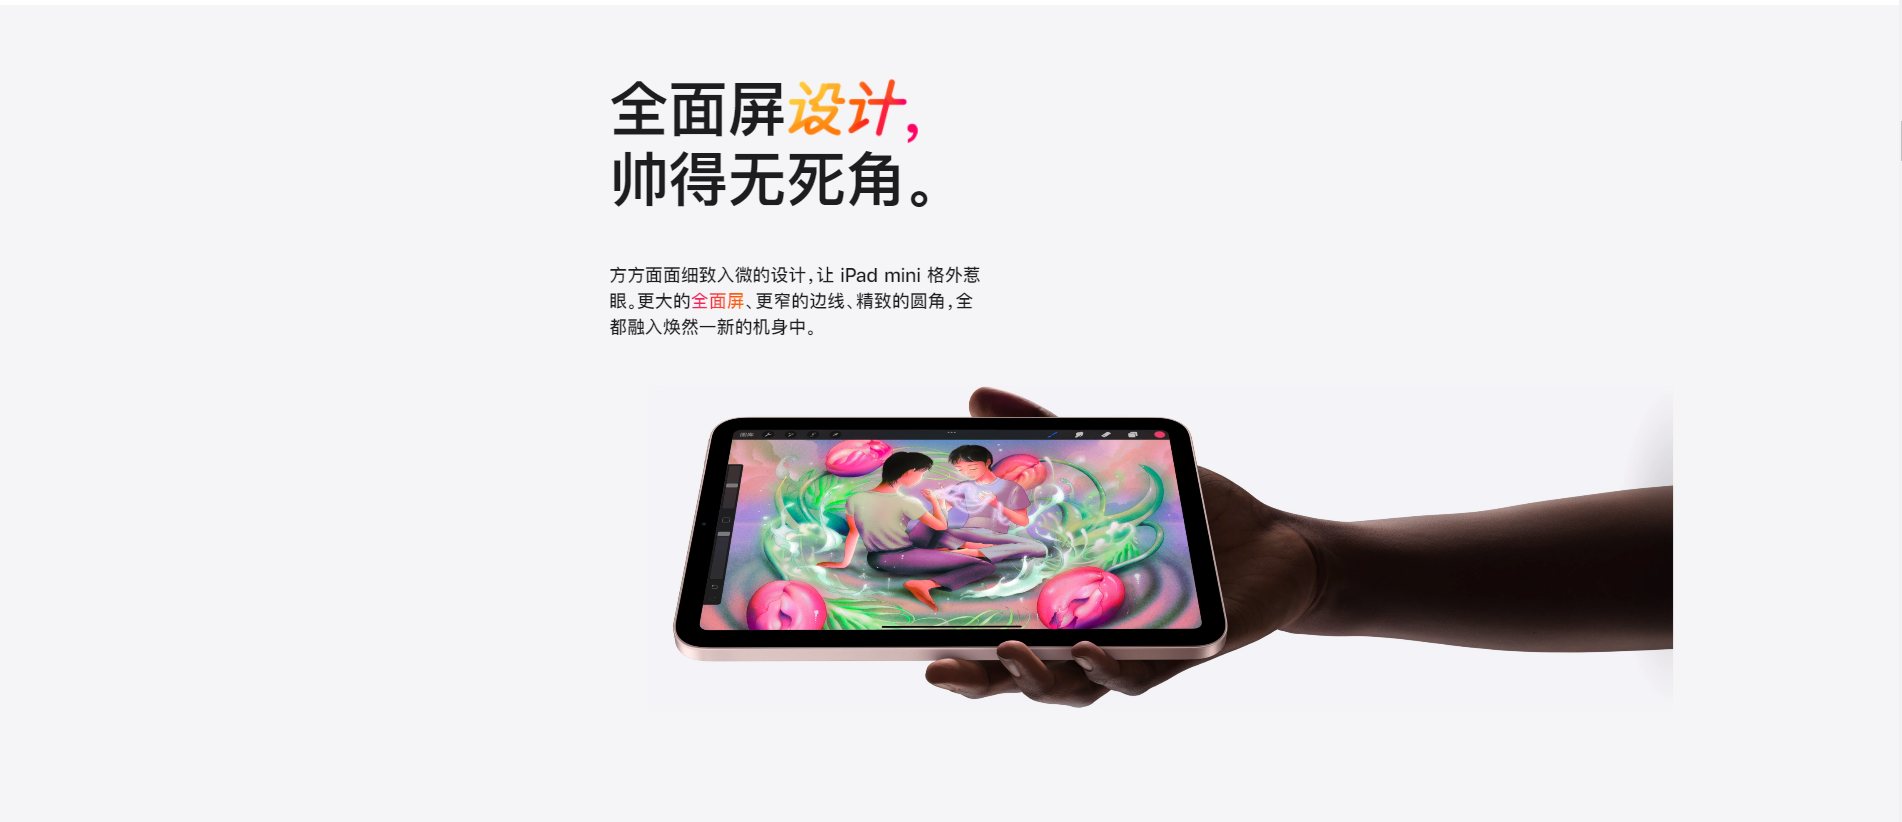 全面屏设计，
帅得无死角。
方方面面细致入微的设计，让 iPad mini 格外惹
眼。更大的全面屏、更窄的边线、精致的圆角，全
都融入焕然一新的机身中。
图库